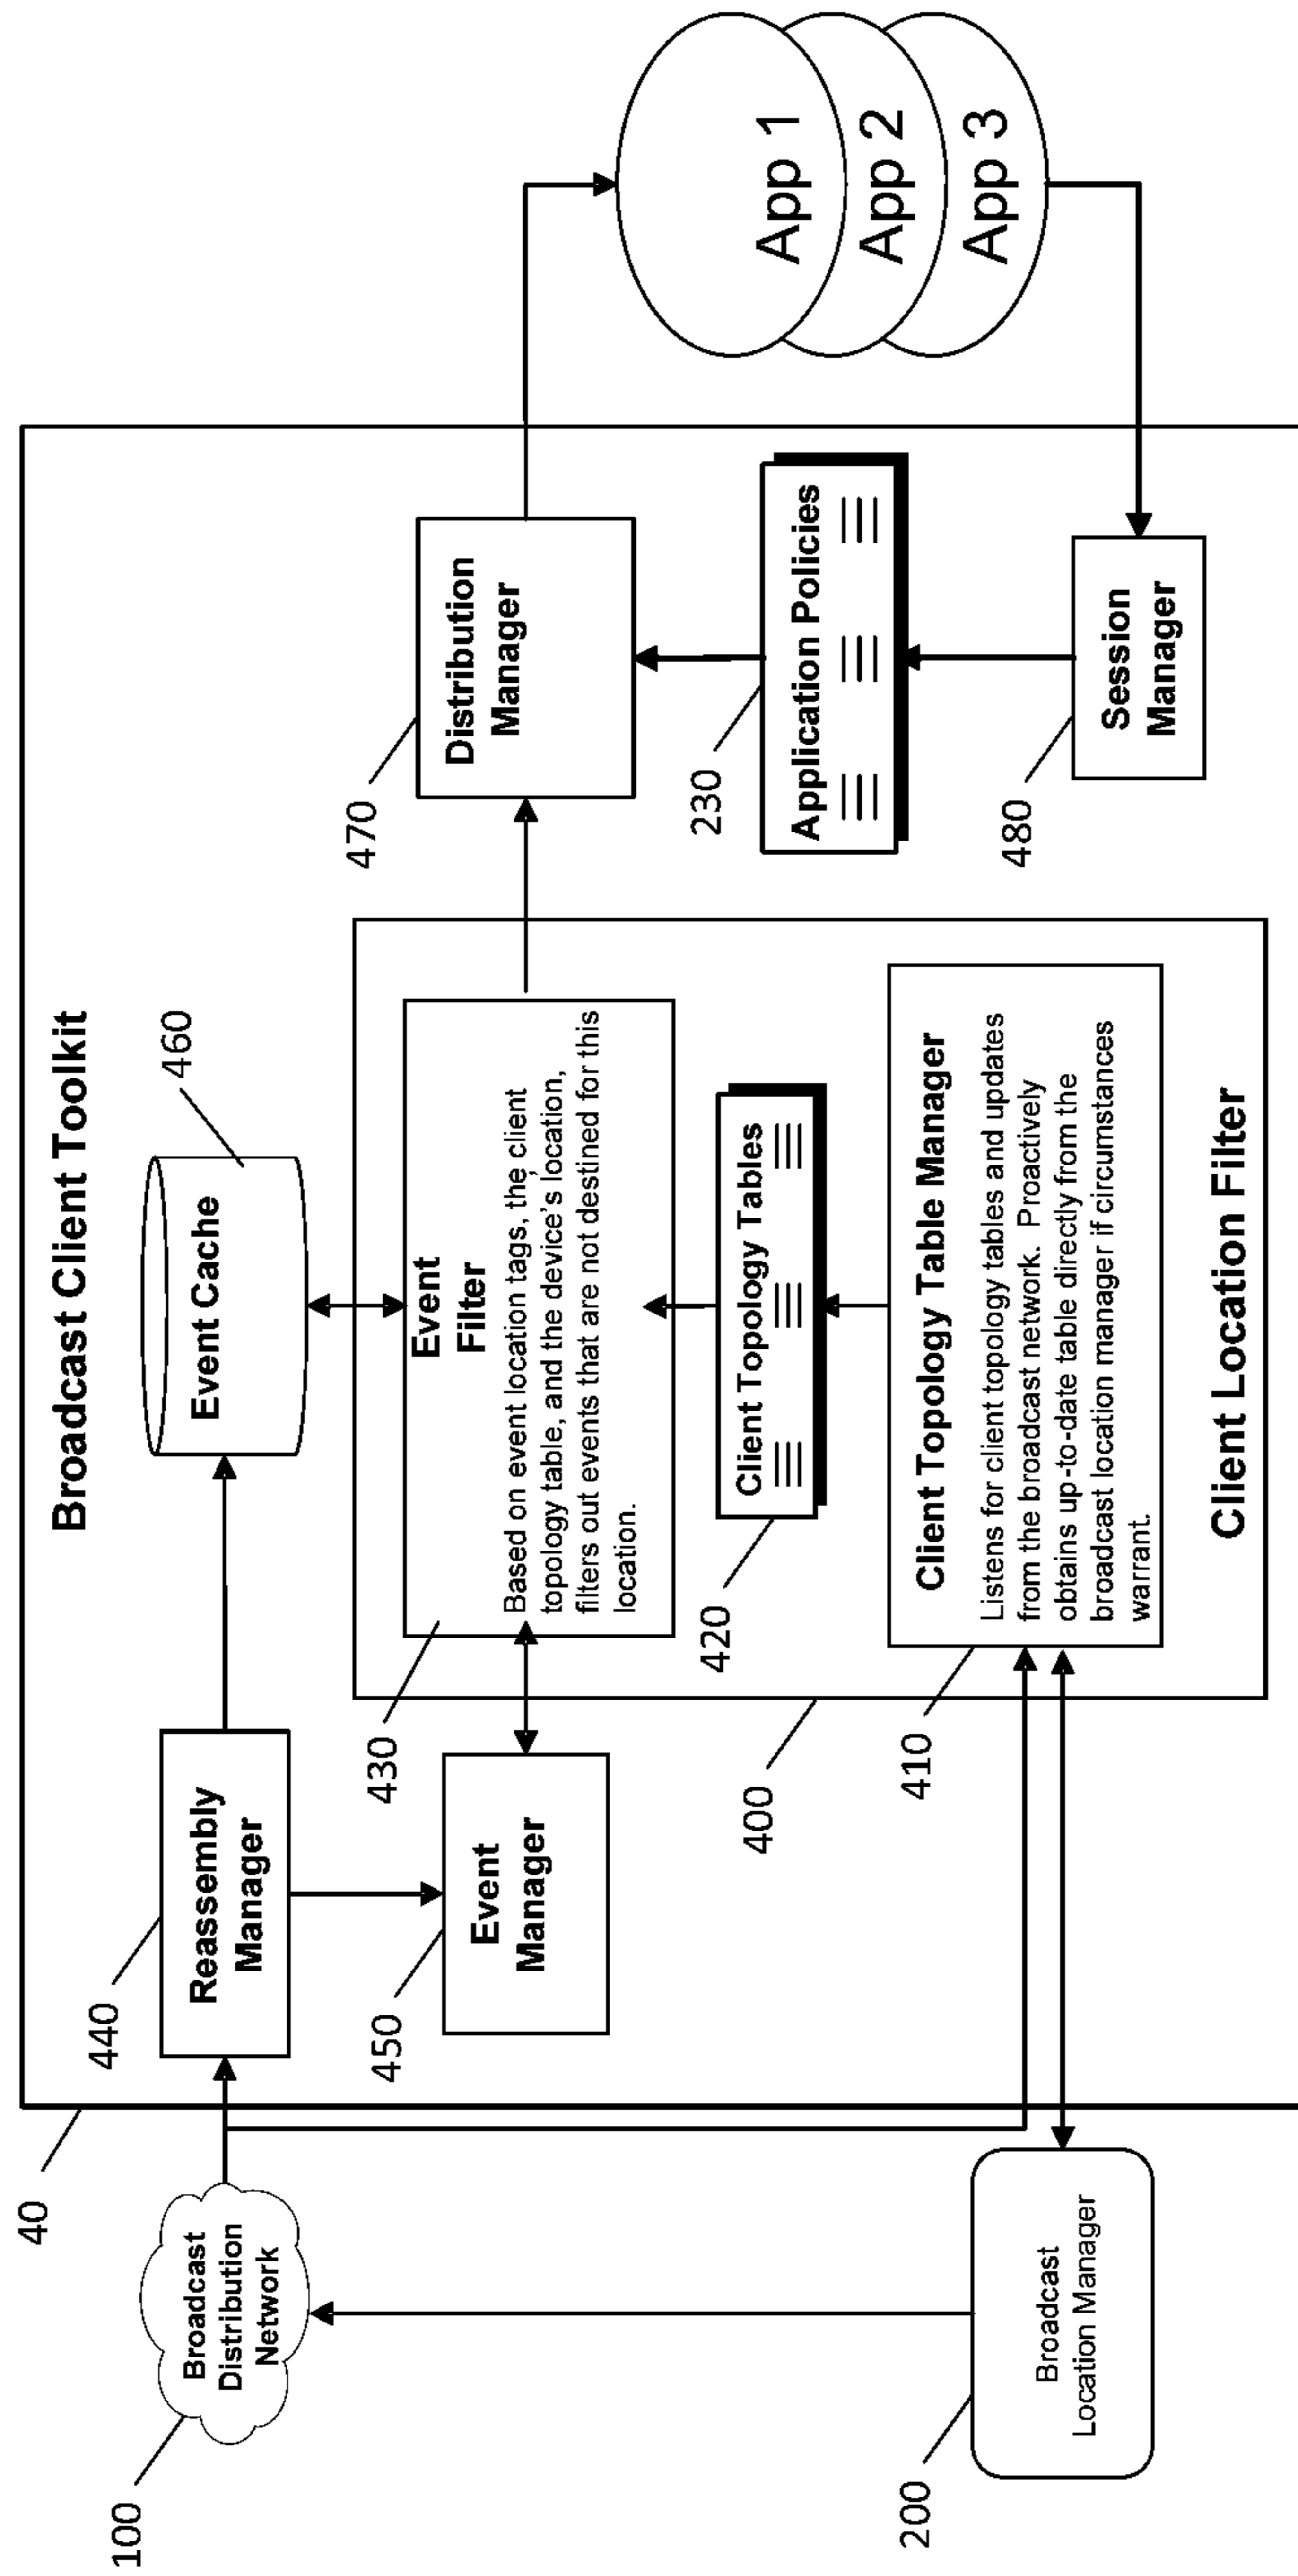 Broadcast Client Toolkit
40
100
Broadcast
Distribution
Network
200
Broadcast
Location Manager
440
Reassembly
Manager
450
Event
Manager
460
Event Cache
430
Event
Filter
Based on event location tags, the client
topology table, and the device's location,
filters out events that are not destined for this
location.
420
Client Topology Tables
400
410
Client Topology Table Manager
Listens for client topology tables and updates
from the broadcast network. Proactively
obtains up-to-date table directly from the
broadcast location manager if circumstances
warrant.
Client Location Filter
470
Distribution
Manager
230
Application Policies
480
Session
Manager
App 1
App 2
App 3